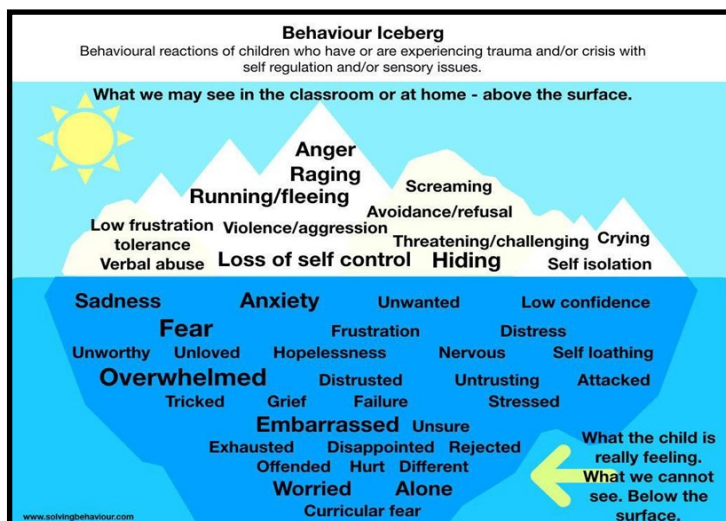 Behaviour Iceberg
Behavioural reactions of children who have or are experiencing trauma and/or crisis with
self regulation and/or sensory issues.
What we may see in the classroom or at home - above the surface.
Anger
Raging
Screaming
Running/fleeing
Avoidance/refusal
Low frustration
tolerance
Violence/aggression
Threatening/challenging
Crying
Verbal abuse
Loss of self control
Hiding
Self isolation
Sadness Anxiety Unwanted Low confidence
Fear Frustration Distress
Unworthy Unloved Hopelessness Nervous Self loathing
Overwhelmed Distrusted Untrusting Attacked
Tricked Grief Failure Stressed
Embarrassed Unsure
Exhausted Disappointed Rejected
Offended Hurt Different
Worried Alone
Curricular fear
What the child is
really feeling.
What we cannot
see. Below the
surface.
www.solvingbehaviour.com